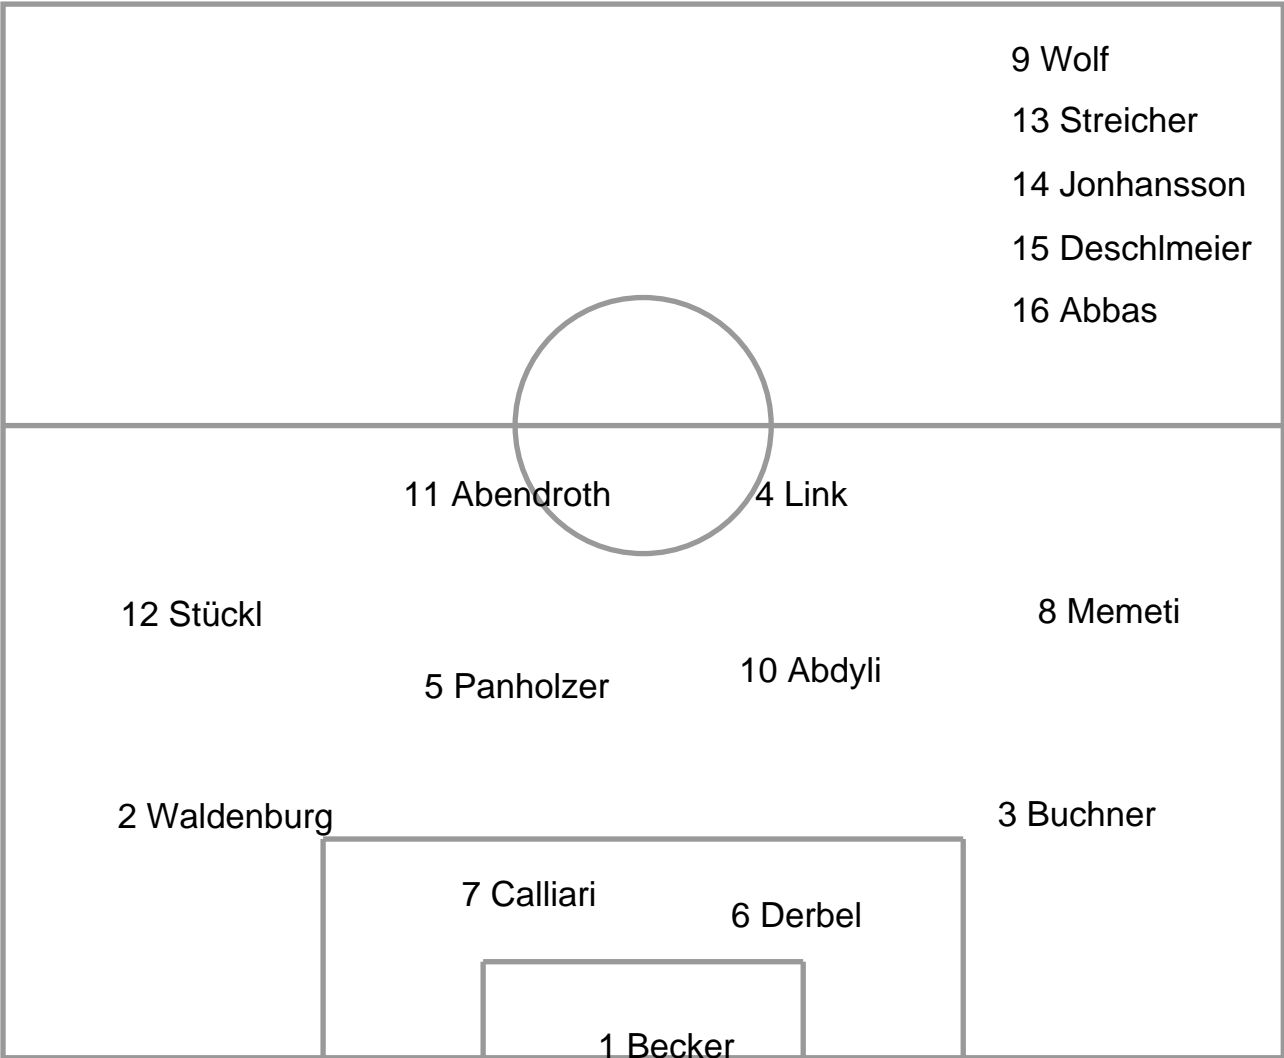 9 Wolf
13 Streicher
14 Jonhansson
15 Deschlmeier
16 Abbas
11 Abendroth
4 Link
12 Stückl
8 Memeti
5 Panholzer
10 Abdyli
2 Waldenburg
3 Buchner
7 Calliari
6 Derbel
1 Becker